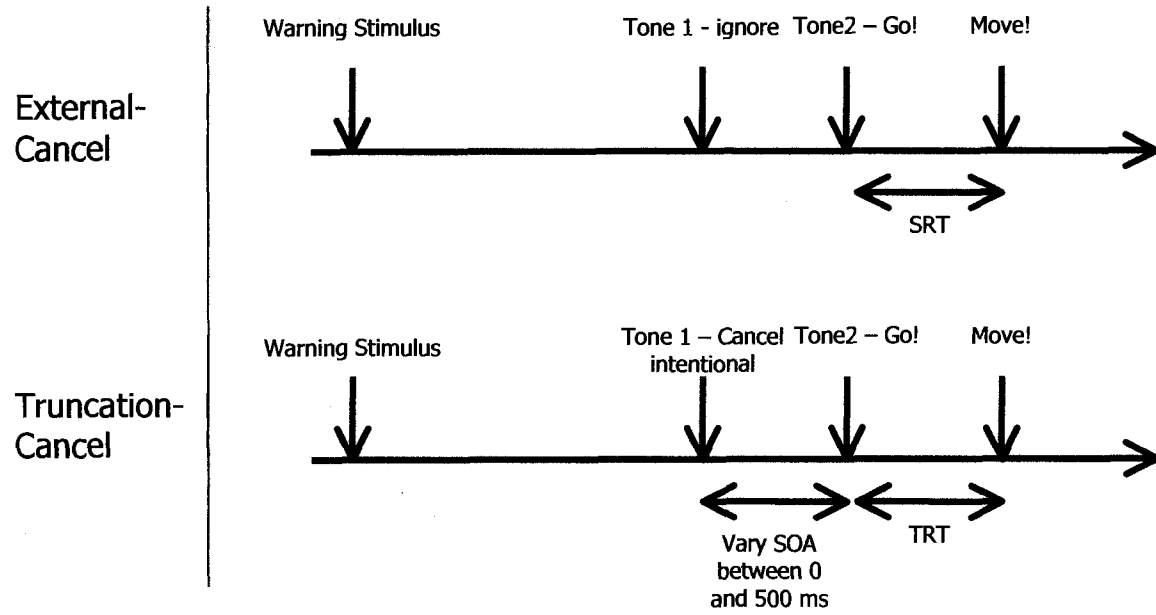 Warning Stimulus
Tone 1 - ignore
Tone2 – Go!
Move!
External-
Cancel
SRT
Warning Stimulus
Tone 1 – Cancel
intentional
Tone2 – Go!
Move!
Truncation-
Cancel
Vary SOA
between 0
and 500 ms
TRT